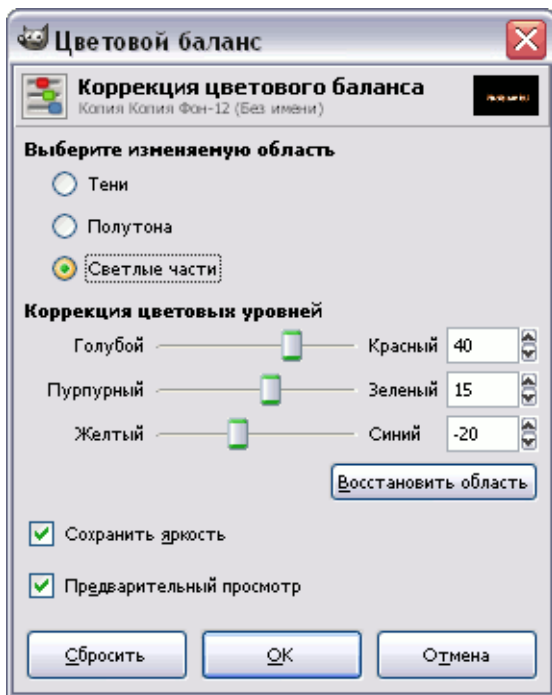 Цветовой баланс
Коррекция цветового баланса
Копия Копия Фон-12 (Без имени)
Выберите изменяемую область
Тени
Полутона
Светлые части
Коррекция цветовых уровней
Голубой Красный 40
Пурпурный Зеленый 15
Желтый Синий -20
Восстановить область
Сохранить яркость
Предварительный просмотр
Сбросить OK Отмена